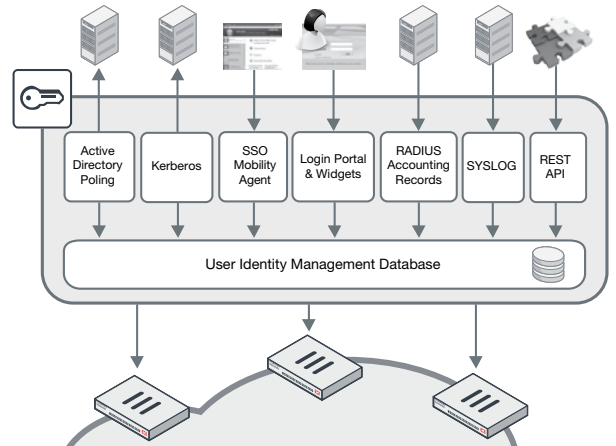 Active
Directory
Poling
Kerberos
SSO
Mobility
Agent
Login Portal
& Widgets
RADIUS
Accounting
Records
SYSLOG
REST
API
User Identity Management Database